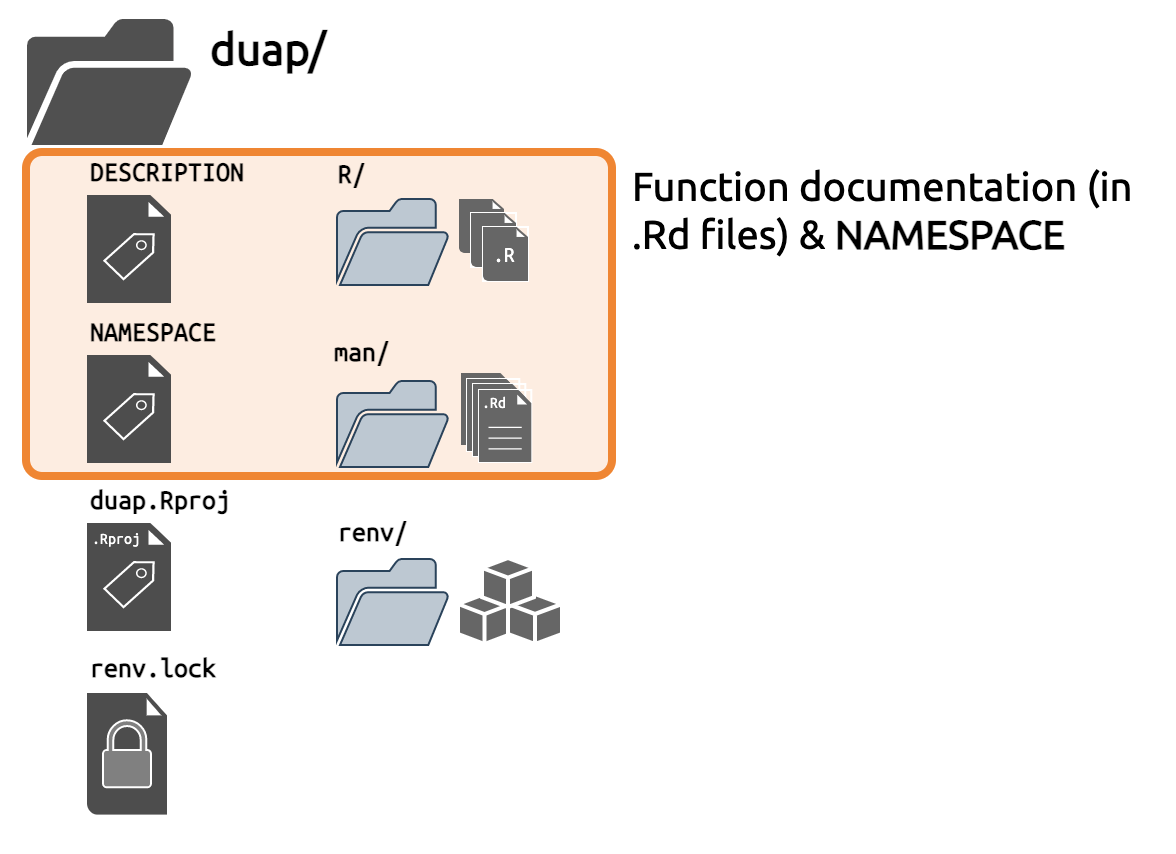 duap/
DESCRIPTION
R/
Function documentation (in
.Rd files) & NAMESPACE
.R
NAMESPACE
man/
.Rd
duap.Rproj
.Rproj
renv/
renv.lock